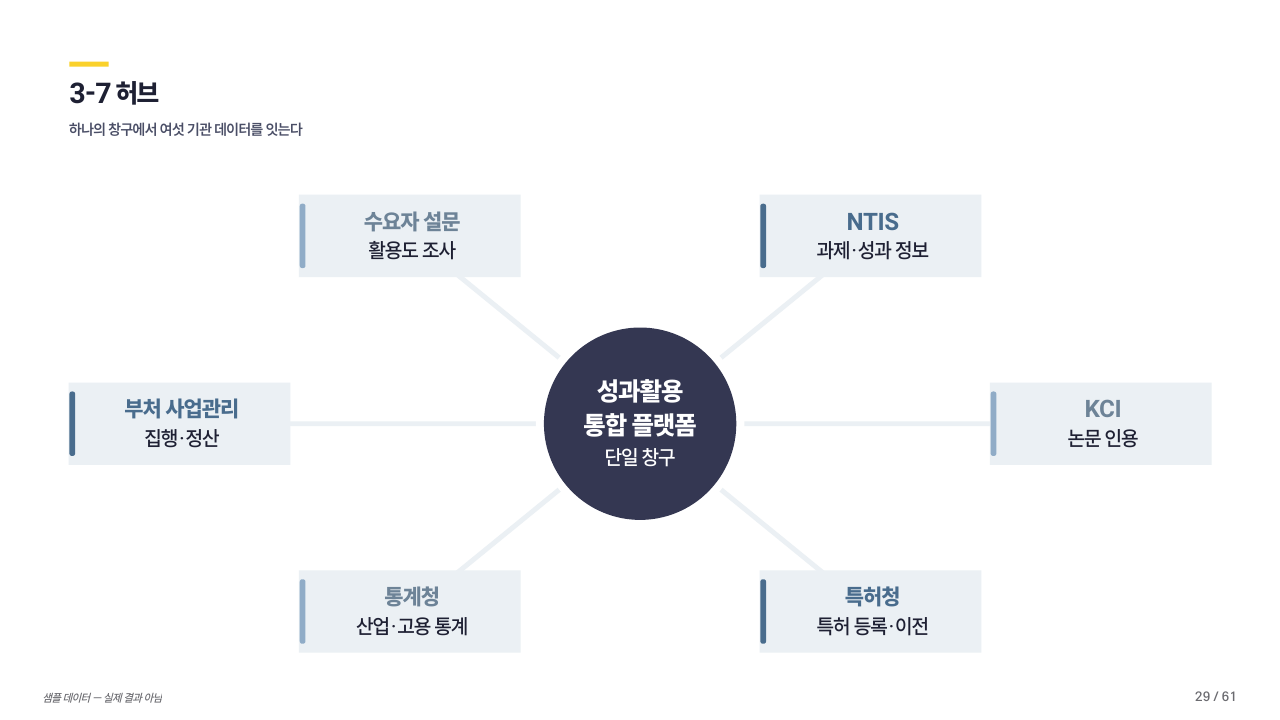 3-7 허브
하나의 창구에서 여섯 기관 데이터를 잇는다
수요자 설문
활용도 조사
NTIS
과제·성과 정보
성과활용
통합 플랫폼
단일 창구
부처 사업관리
집행·정산
KCI
논문 인용
통계청
산업·고용 통계
특허청
특허 등록·이전
샘플 데이터 – 실제 결과 아님
29 / 61